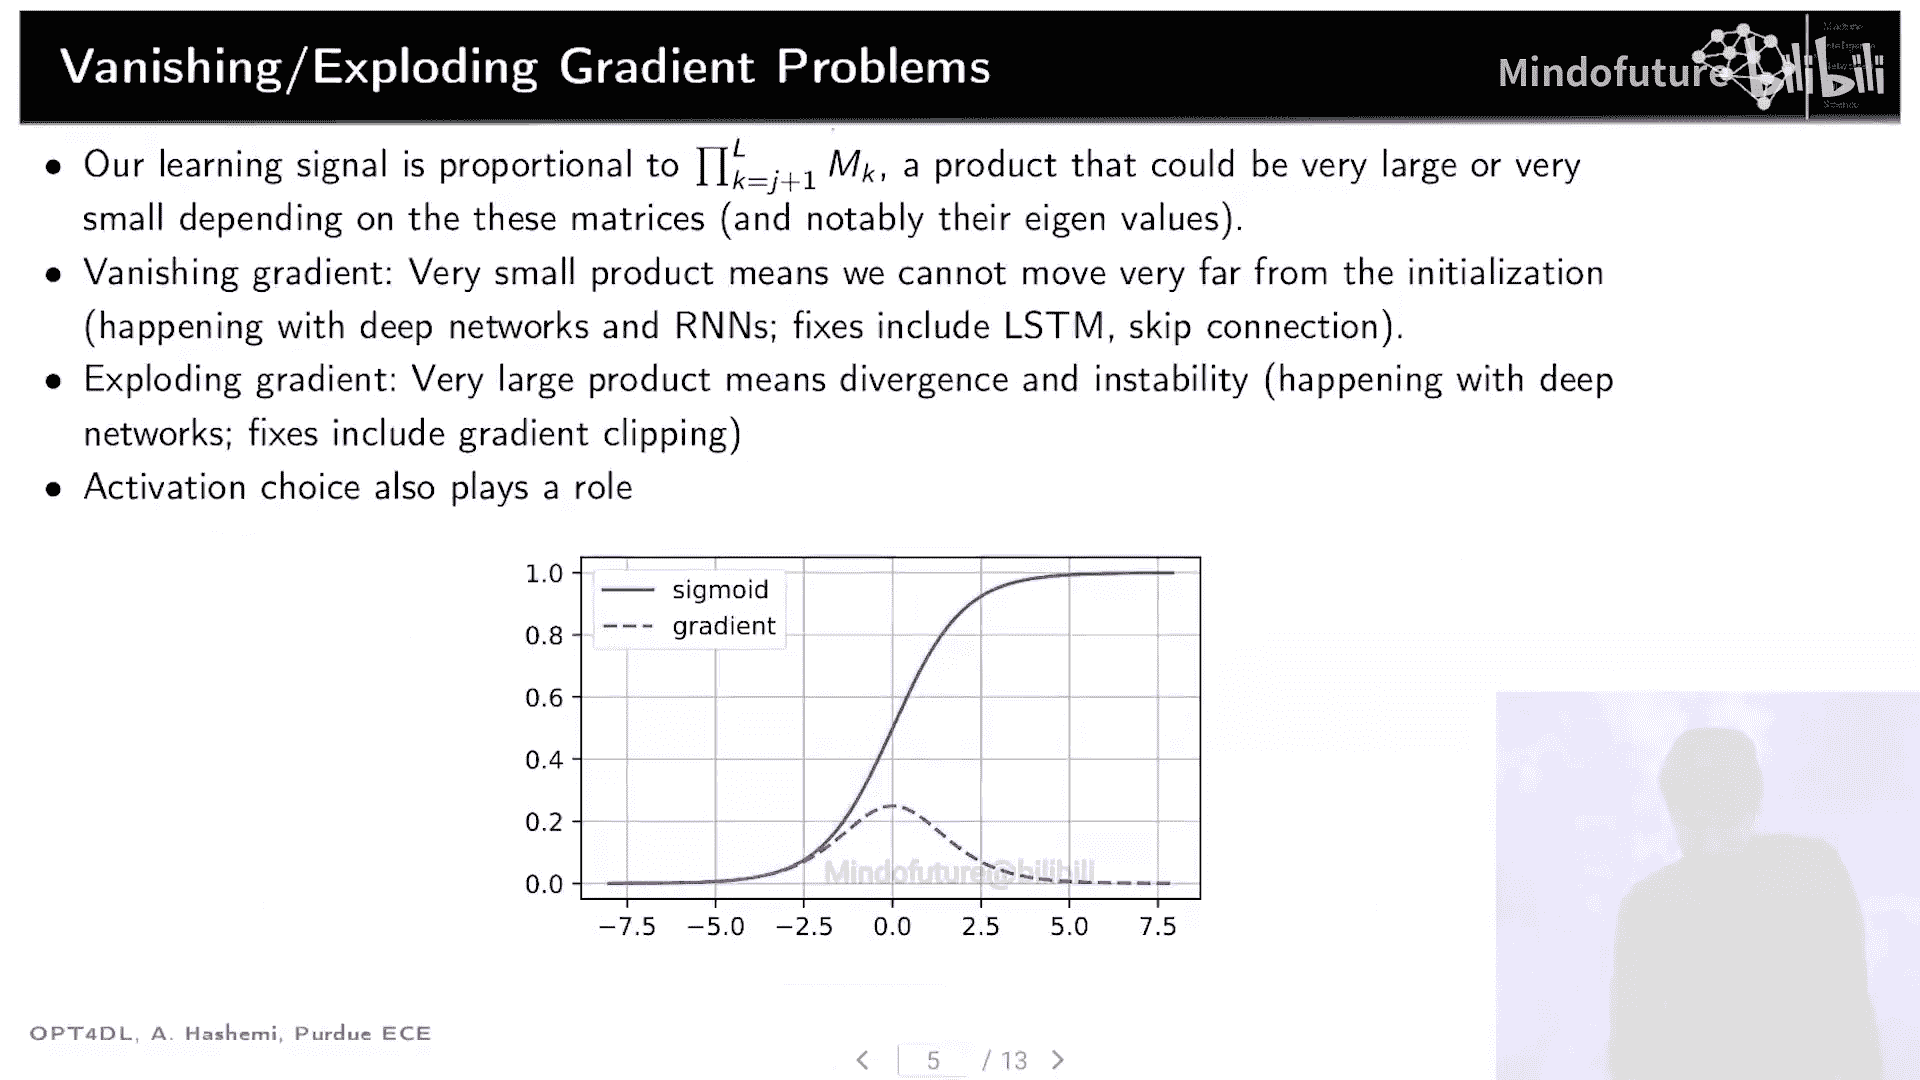 Vanishing/Exploding Gradient Problems
Mindofuture
bilibili
• Our learning signal is proportional to ∏_{k=j+1}^{L} M_k, a product that could be very large or very
small depending on the these matrices (and notably their eigen values).
• Vanishing gradient: Very small product means we cannot move very far from the initialization
(happening with deep networks and RNNs; fixes include LSTM, skip connection).
• Exploding gradient: Very large product means divergence and instability (happening with deep
networks; fixes include gradient clipping)
• Activation choice also plays a role
sigmoid
gradient
1.0
0.8
0.6
0.4
0.2
0.0
Mindofuture@bilibili
−7.5 −5.0 −2.5 0.0 2.5 5.0 7.5
OPT4DL, A. Hashemi, Purdue ECE
5 / 13